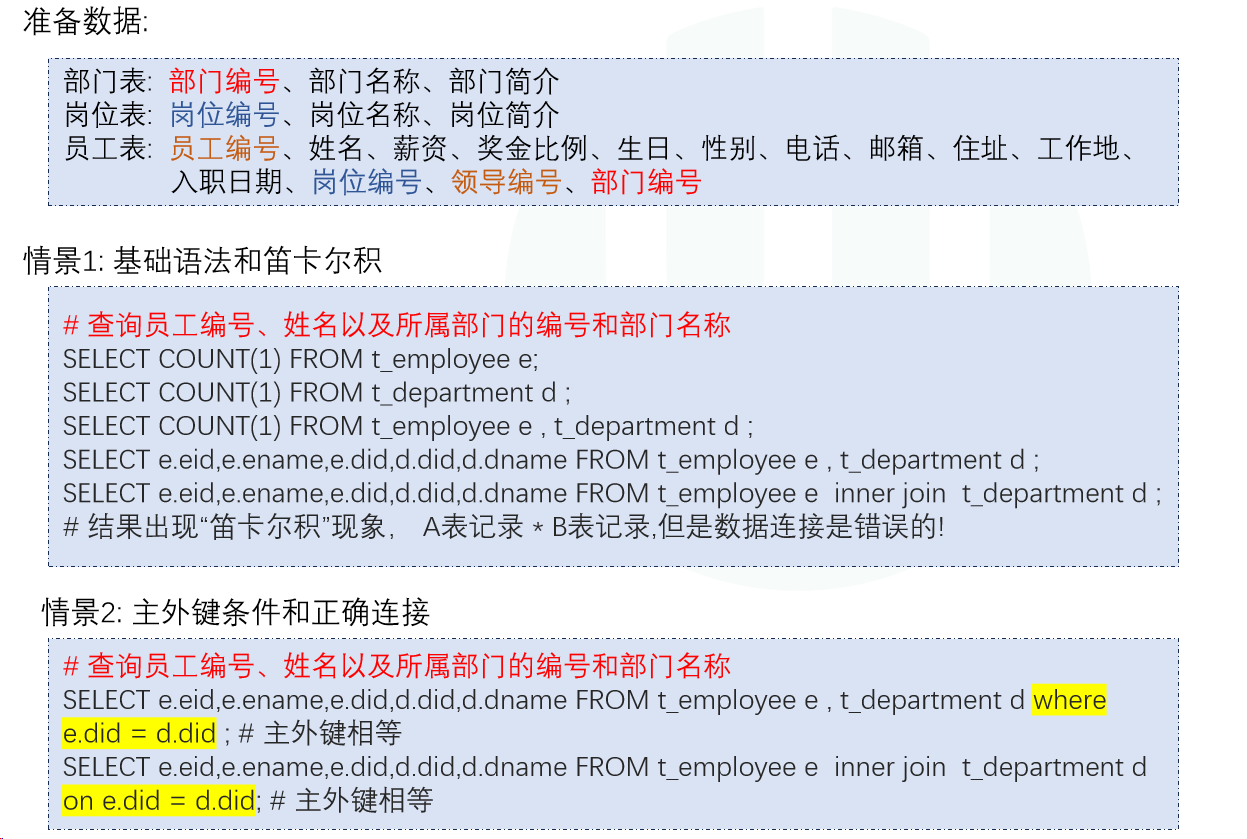 准备数据:
部门表: 部门编号、部门名称、部门简介
岗位表: 岗位编号、岗位名称、岗位简介
员工表: 员工编号、姓名、薪资、奖金比例、生日、性别、电话、邮箱、住址、工作地、
入职日期、岗位编号、领导编号、部门编号
情景1: 基础语法和笛卡尔积
# 查询员工编号、姓名以及所属部门的编号和部门名称
SELECT COUNT(1) FROM t_employee e;
SELECT COUNT(1) FROM t_department d ;
SELECT COUNT(1) FROM t_employee e , t_department d ;
SELECT e.eid,e.ename,e.did,d.did,d.dname FROM t_employee e , t_department d ;
SELECT e.eid,e.ename,e.did,d.did,d.dname FROM t_employee e  inner join  t_department d ;
# 结果出现“笛卡尔积”现象,   A表记录 * B表记录,但是数据连接是错误的!
情景2: 主外键条件和正确连接
# 查询员工编号、姓名以及所属部门的编号和部门名称
SELECT e.eid,e.ename,e.did,d.did,d.dname FROM t_employee e , t_department d where
e.did = d.did ; # 主外键相等
SELECT e.eid,e.ename,e.did,d.did,d.dname FROM t_employee e  inner join  t_department d
on e.did = d.did; # 主外键相等